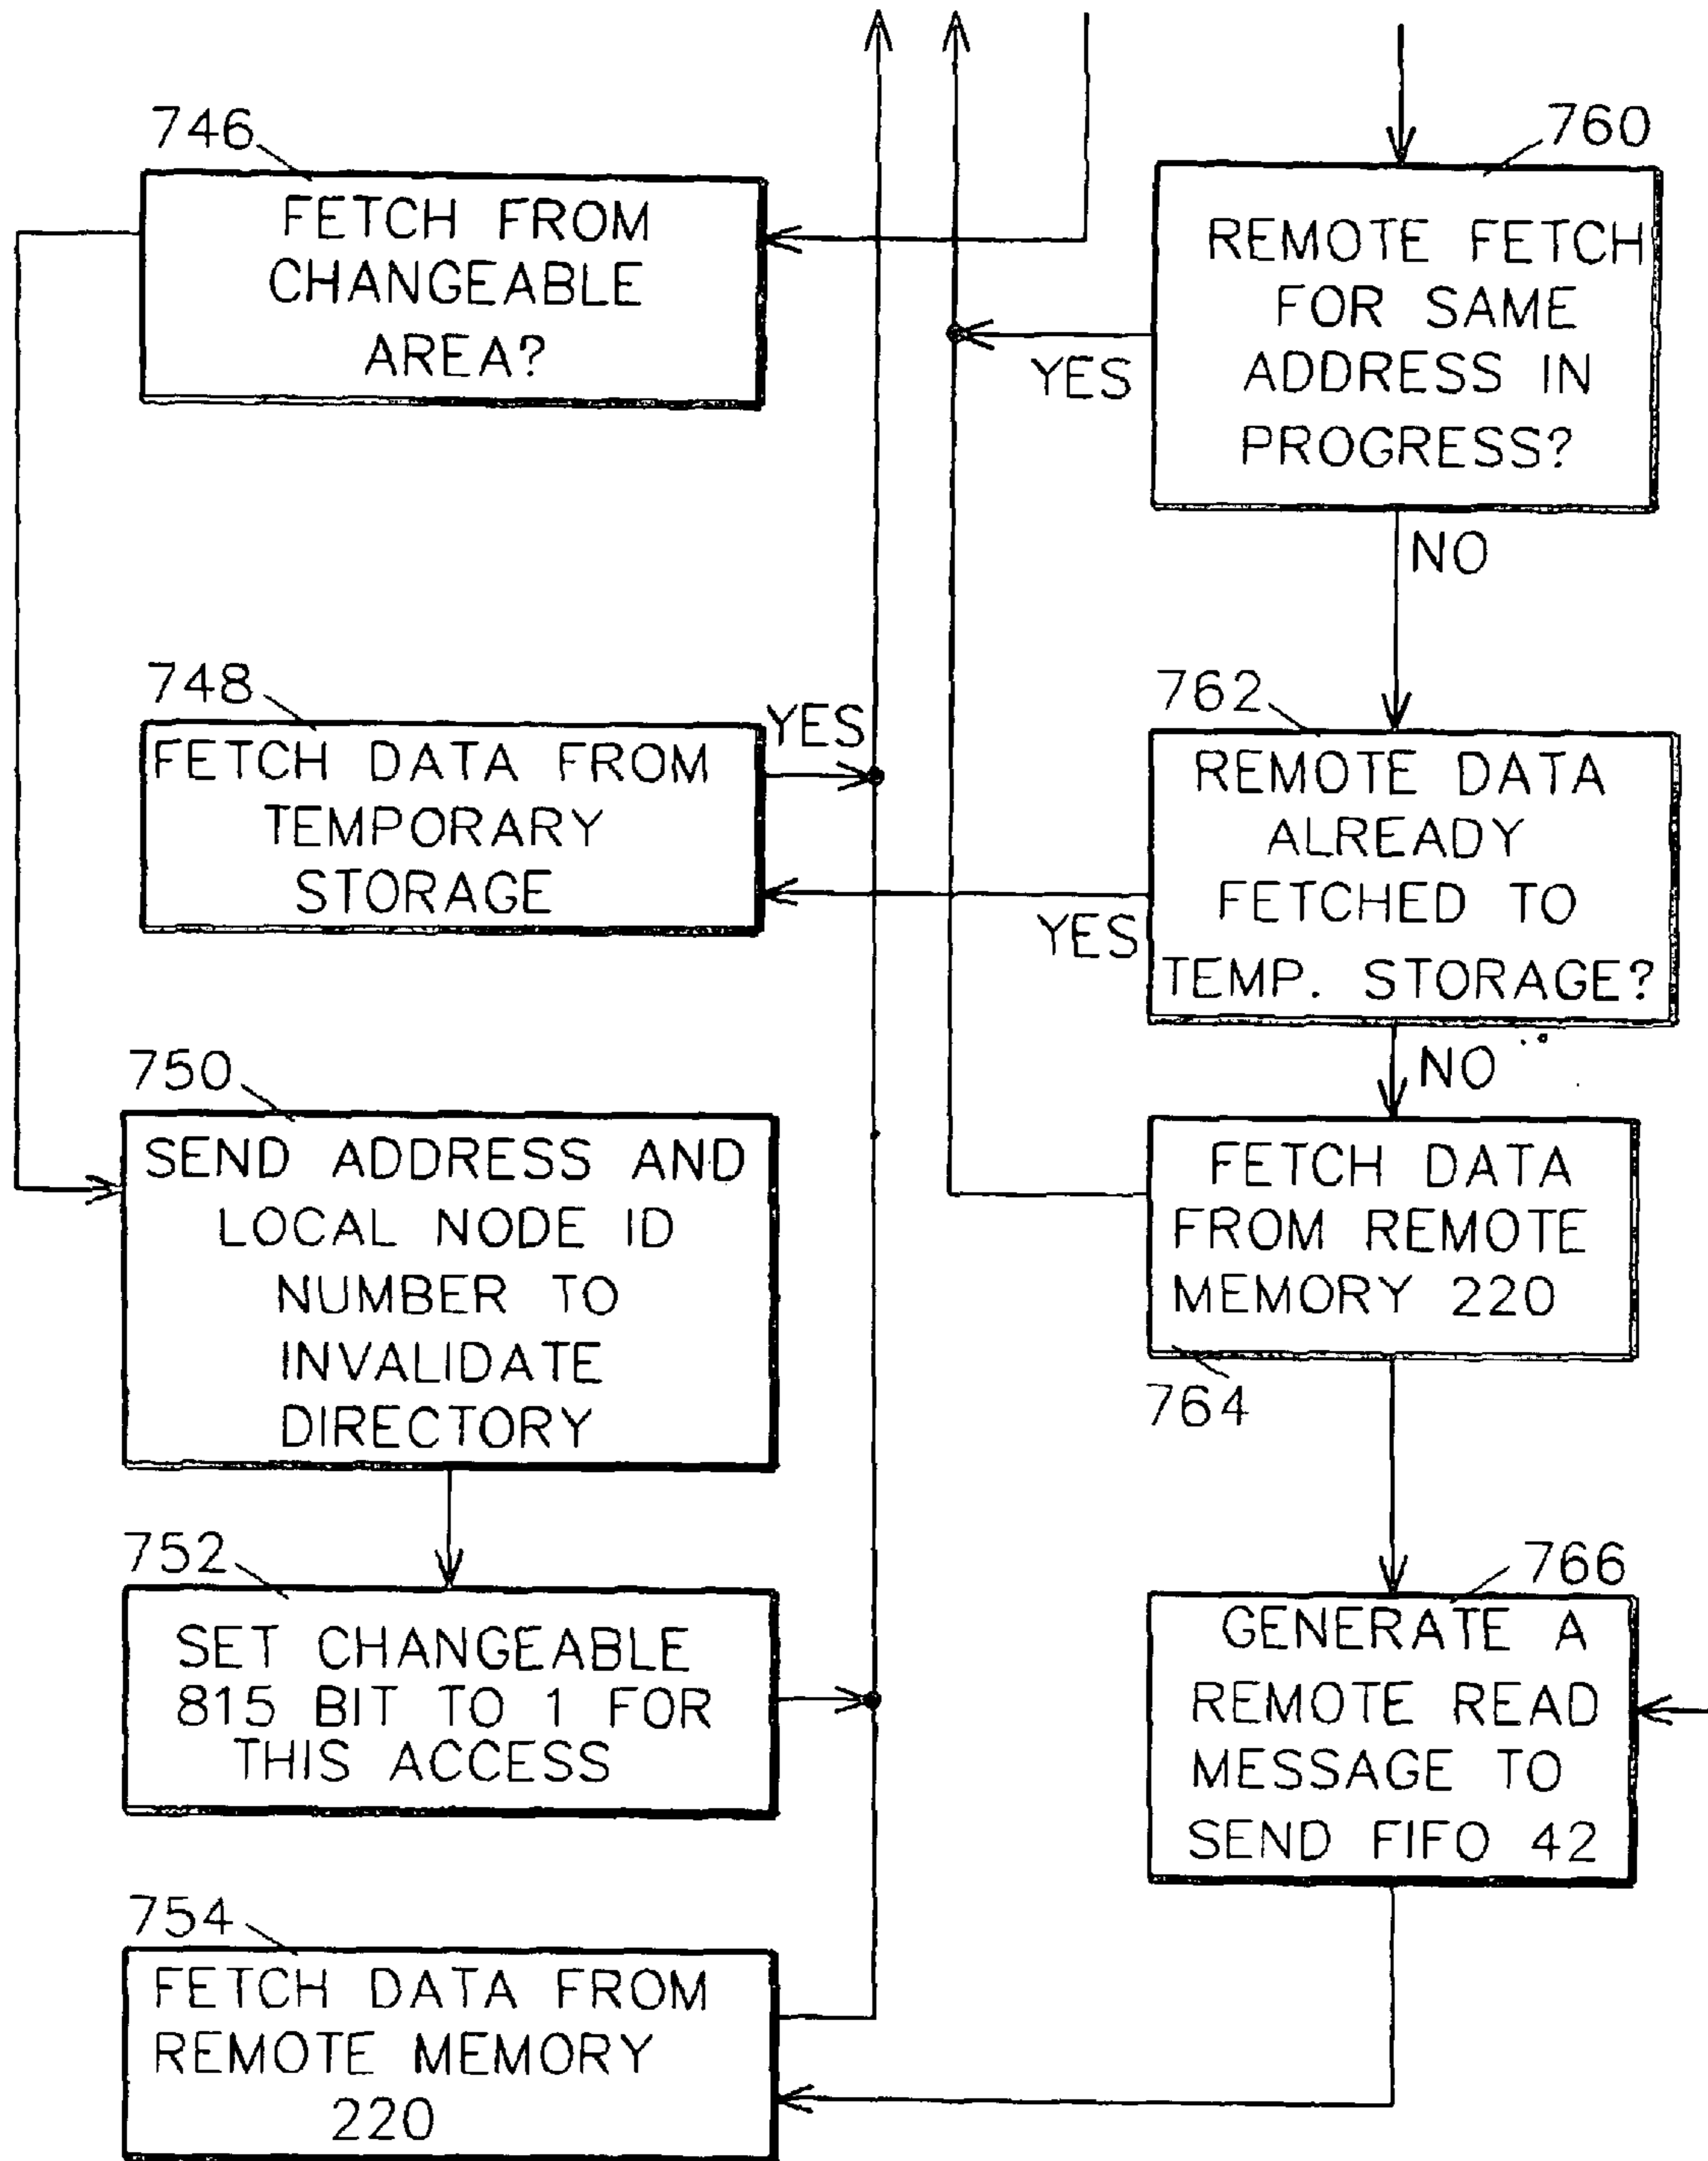 746
FETCH FROM
CHANGEABLE
AREA?
748
FETCH DATA FROM
TEMPORARY
STORAGE
YES
750
SEND ADDRESS AND
LOCAL NODE ID
NUMBER TO
INVALIDATE
DIRECTORY
752
SET CHANGEABLE
815 BIT TO 1 FOR
THIS ACCESS
754
FETCH DATA FROM
REMOTE MEMORY
220
760
REMOTE FETCH
FOR SAME
ADDRESS IN
PROGRESS?
YES
NO
762
REMOTE DATA
ALREADY
FETCHED TO
TEMP. STORAGE?
YES
NO
FETCH DATA
FROM REMOTE
MEMORY 220
764
766
GENERATE A
REMOTE READ
MESSAGE TO
SEND FIFO 42